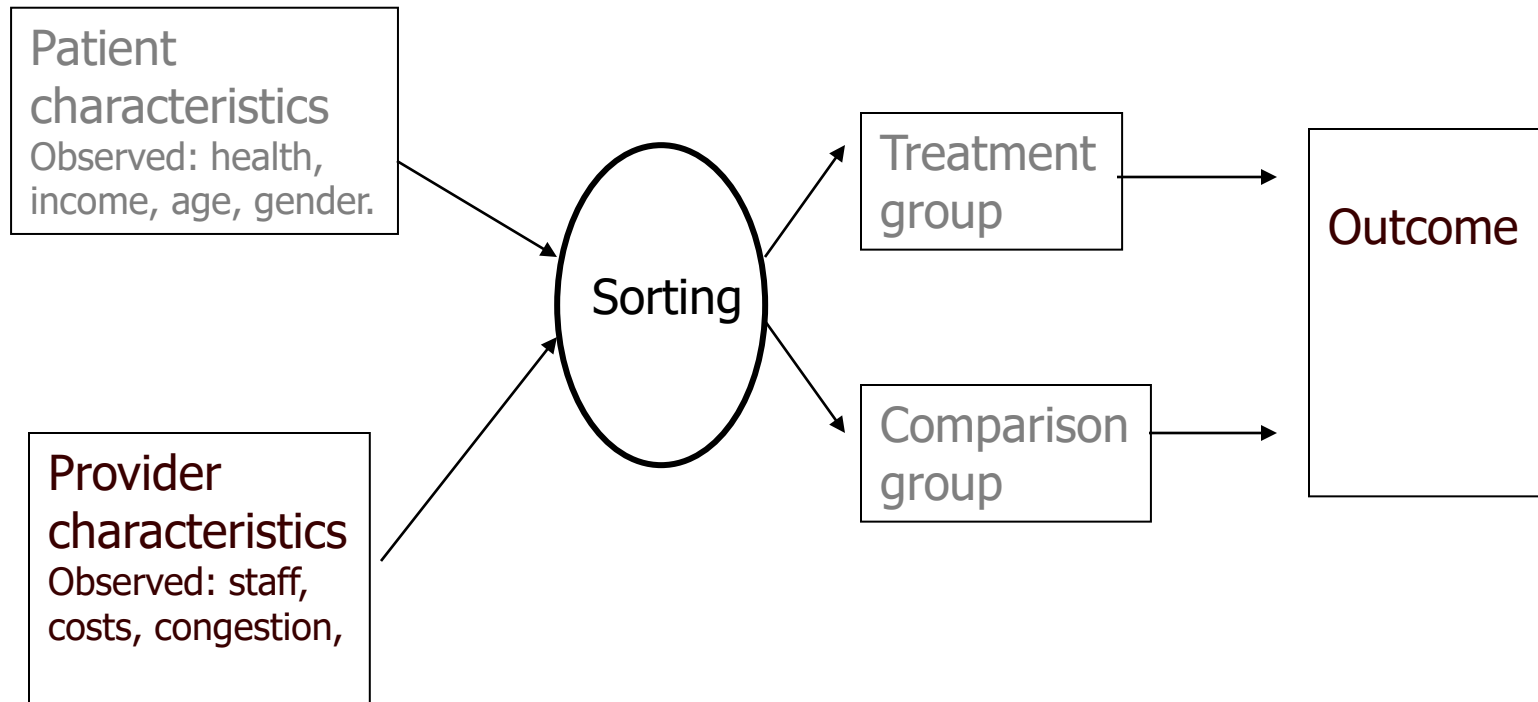 Patient
characteristics
Observed: health,
income, age, gender.
Provider
characteristics
Observed: staff,
costs, congestion,
Sorting
Treatment
group
Comparison
group
Outcome